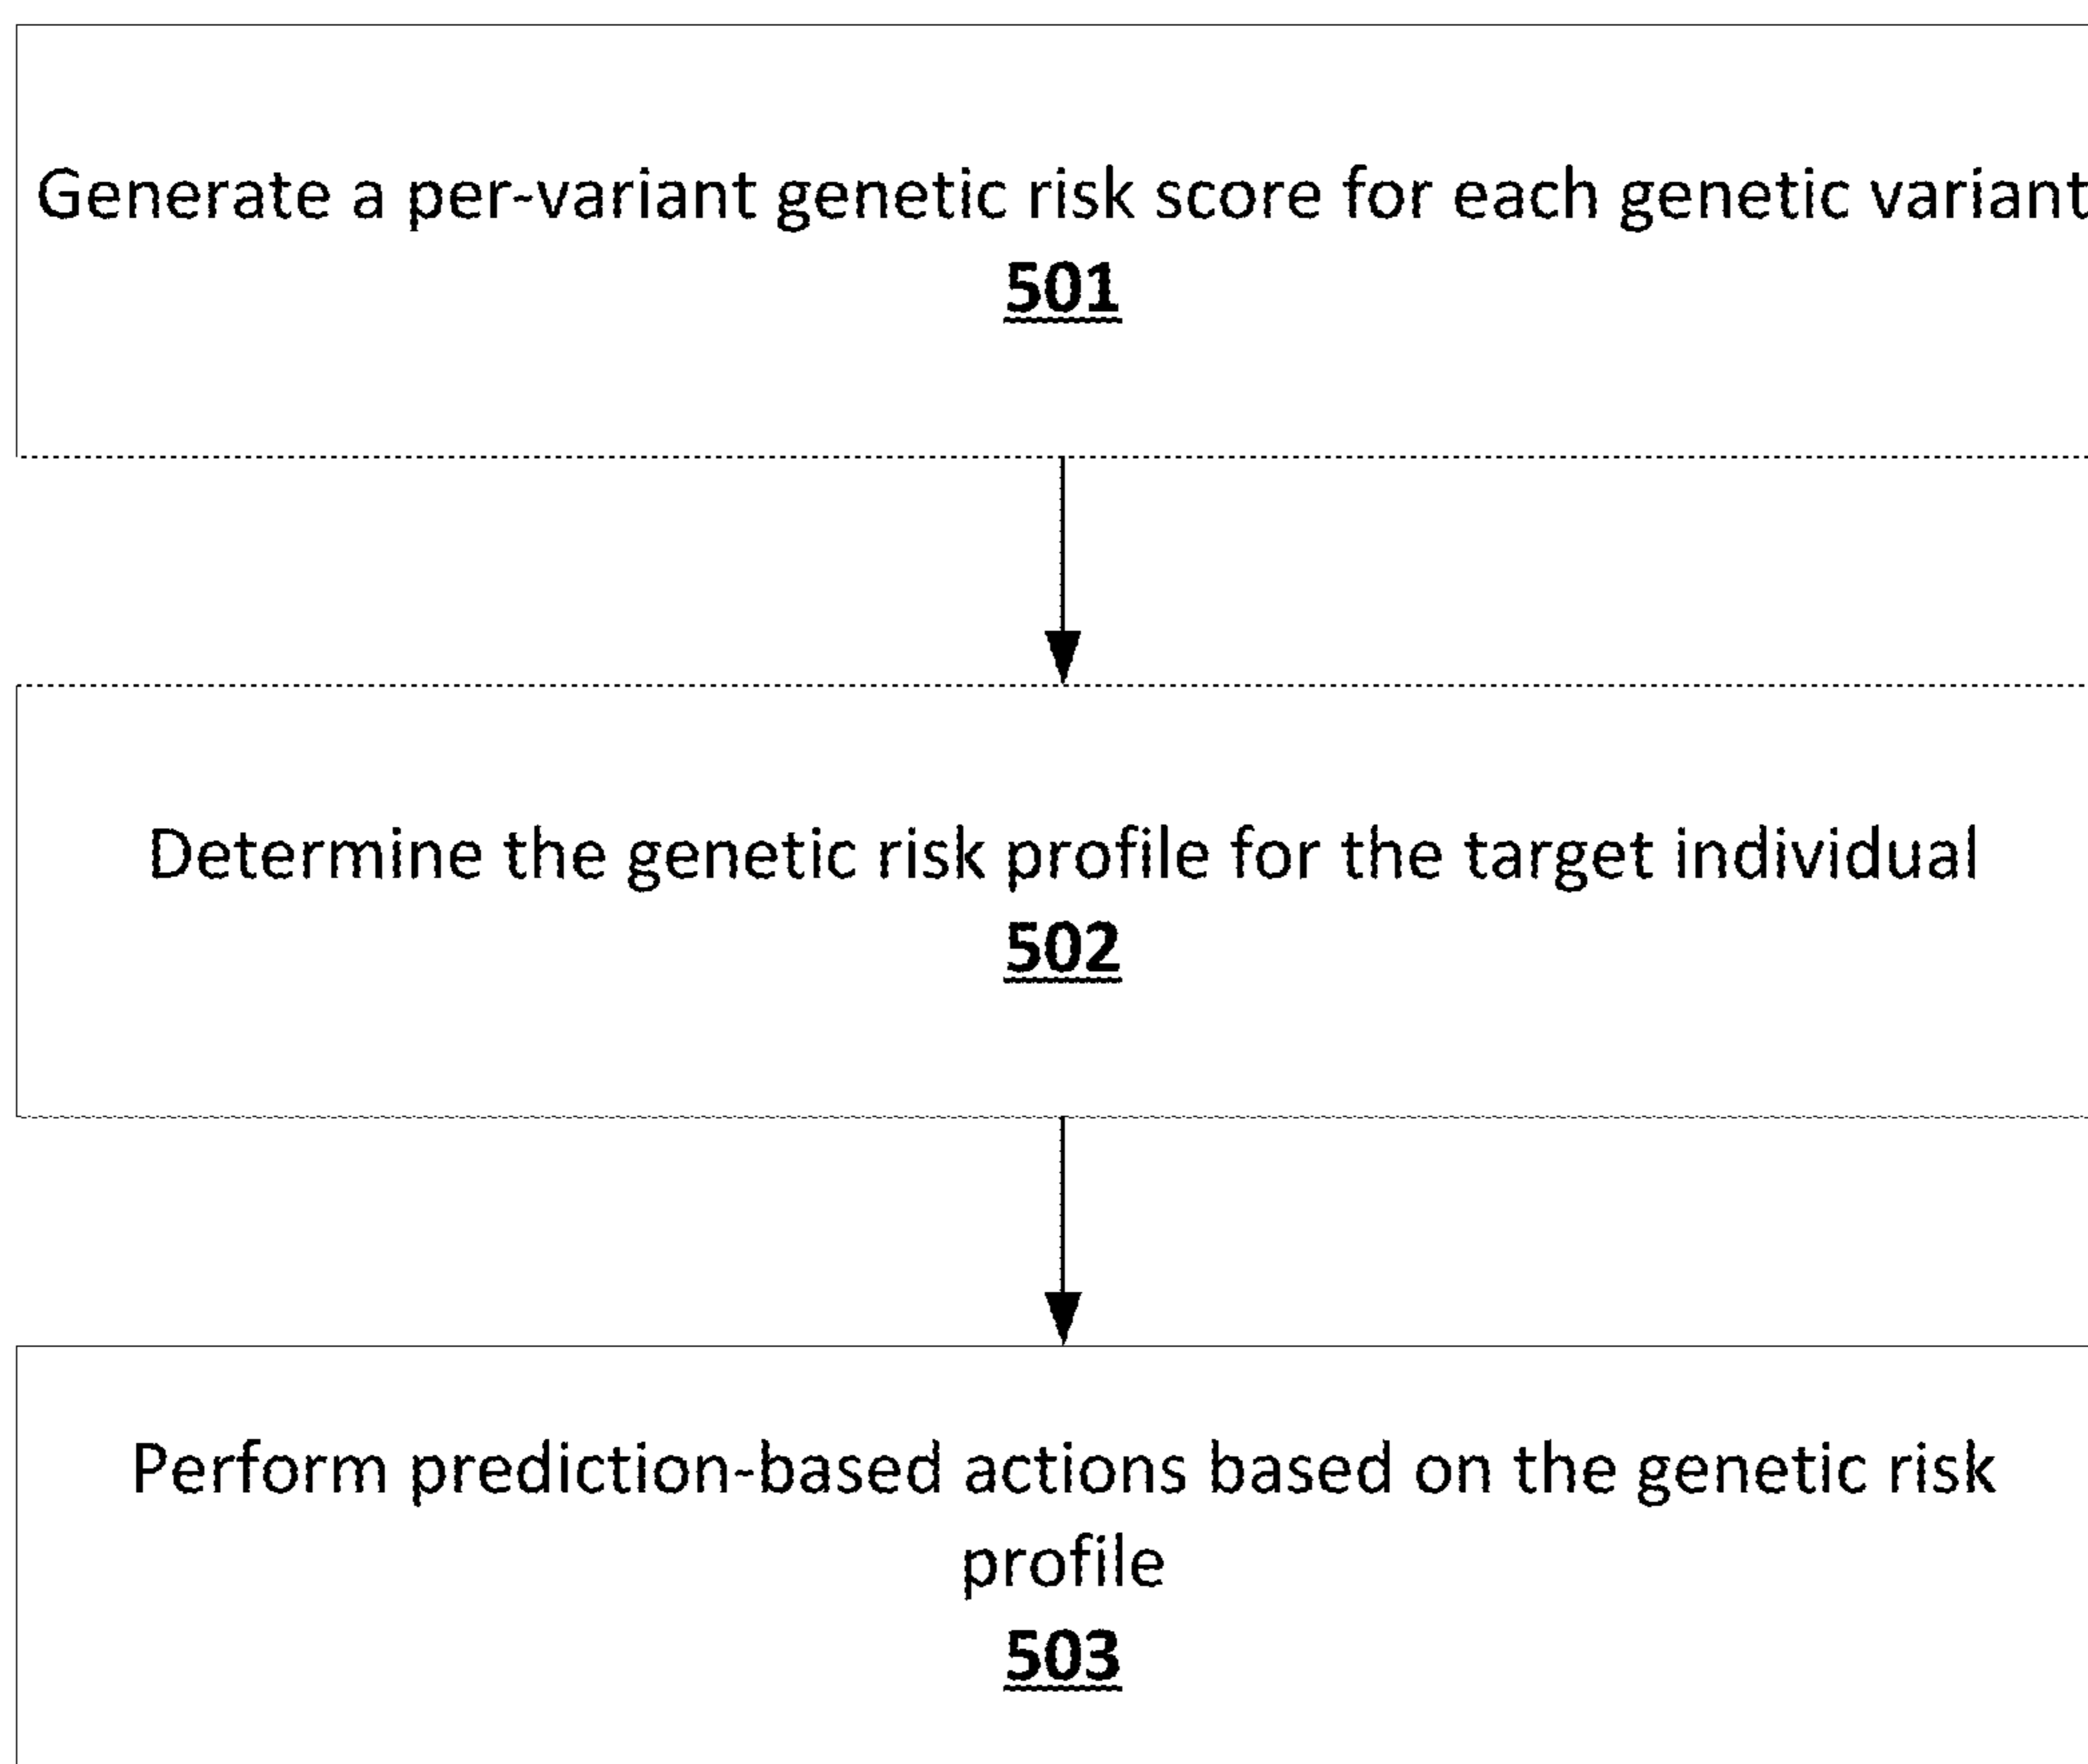 Generate a per-variant genetic risk score for each genetic variant
501
Determine the genetic risk profile for the target individual
502
Perform prediction-based actions based on the genetic risk
profile
503